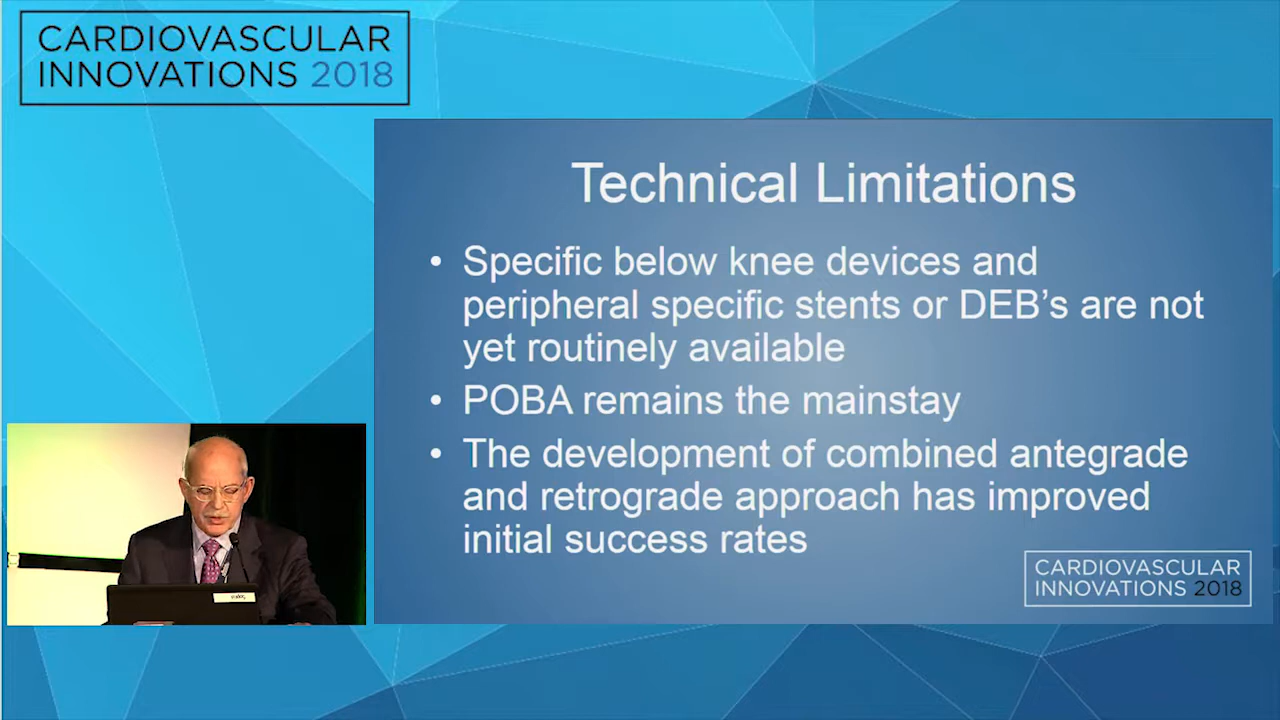 CARDIOVASCULAR
INNOVATIONS 2018
Technical Limitations
• Specific below knee devices and
peripheral specific stents or DEB's are not
yet routinely available
• POBA remains the mainstay
• The development of combined antegrade
and retrograde approach has improved
initial success rates
CARDIOVASCULAR
INNOVATIONS 2018